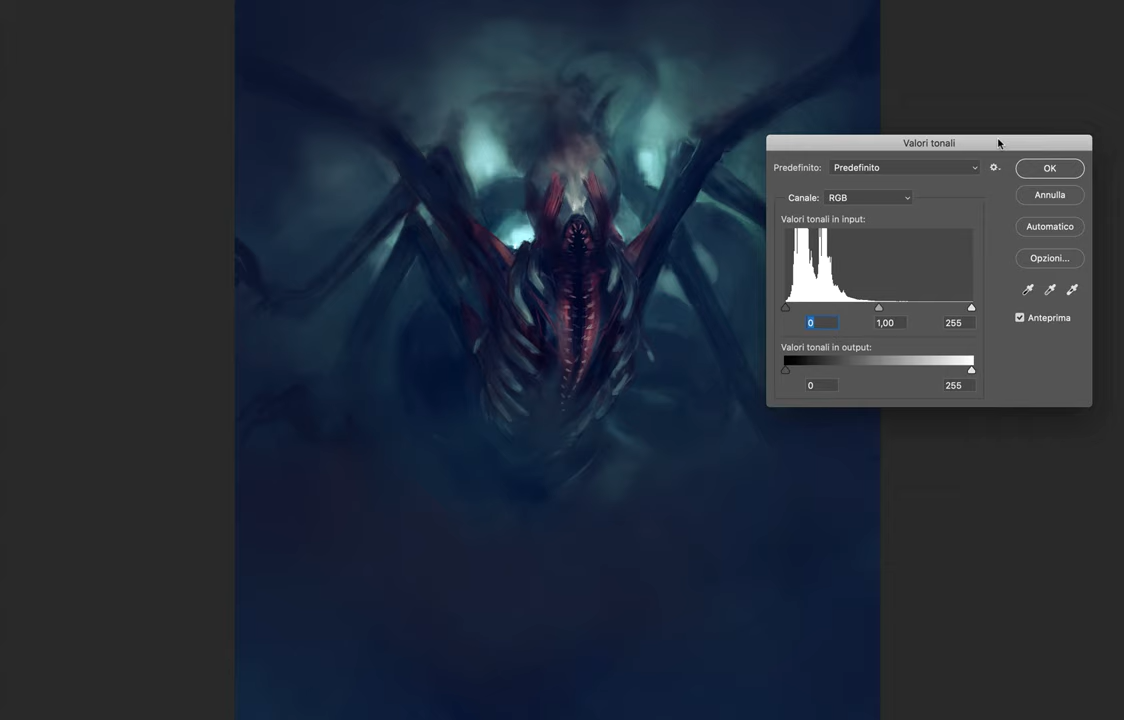 Valori tonali
Predefinito: Predefinito
OK
Canale: RGB
Annulla
Valori tonali in input:
Automatico
Opzioni...
0 1,00 255
Anteprima
Valori tonali in output:
0 255